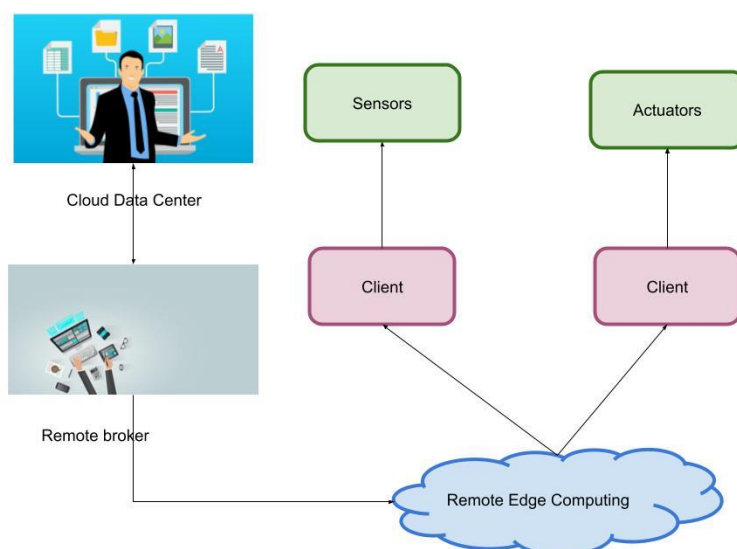 Sensors
Actuators
Cloud Data Center
Client
Client
Remote broker
Remote Edge Computing